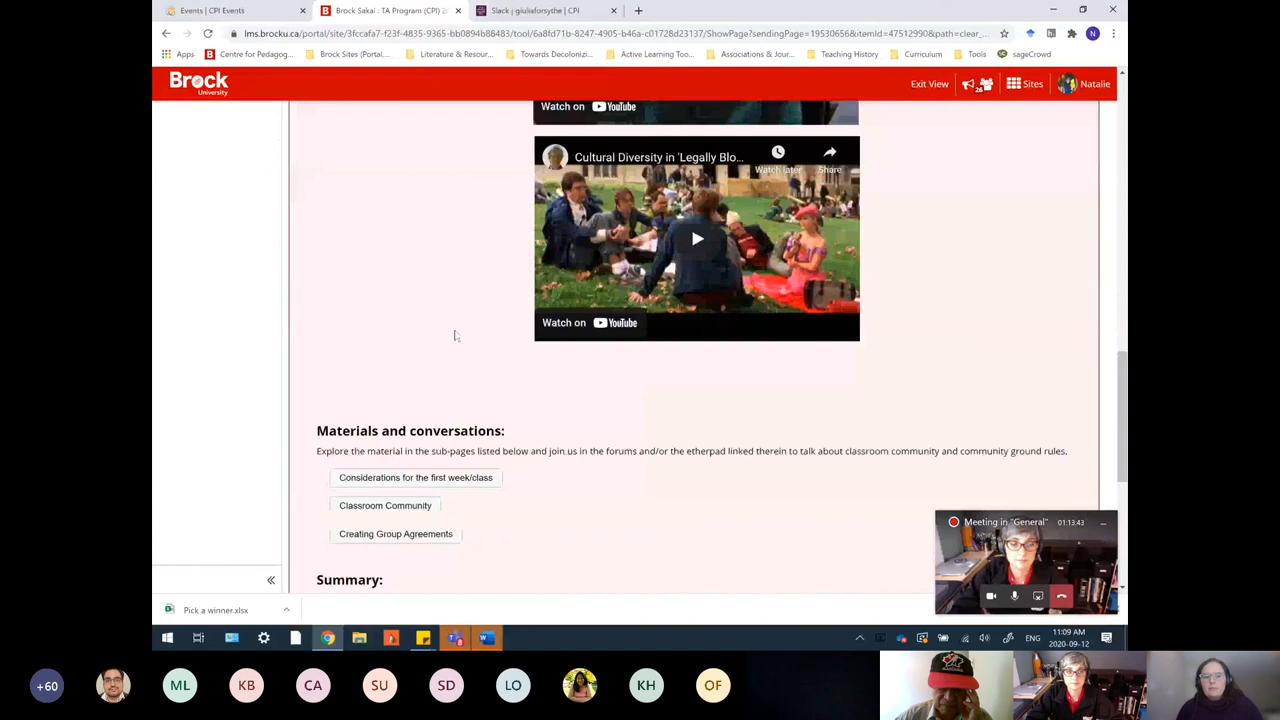 Events | CPI Events
Brock Sakai : TA Program (CPI) 2
Slack | giuliaforsythe | CPI
lms.brocku.ca/portal/site/3fccafa7-f23f-4835-9365-bb0894b88483/tool/6a8fd71b-8247-4905-b46a-c01728d23137/ShowPage?sendingPage=19530656&itemId=47512990&path=clear_...
N
Apps Centre for Pedagog... Brock Sites (Portal,... Literature & Resour... Towards Decolonizi... Active Learning Too... Associations & Jour... Teaching History Curriculum Tools sageCrowd
Brock University
Exit View 26 Sites Natalie
Watch on YouTube
Cultural Diversity in 'Legally Blo...
Watch later Share
Watch on YouTube
Materials and conversations:
Explore the material in the sub-pages listed below and join us in the forums and/or the etherpad linked therein to talk about classroom community and community ground rules.
Considerations for the first week/class
Classroom Community
Creating Group Agreements
Summary:
Meeting in "General" 01:13:43
Pick a winner.xlsx
ENG
11:09 AM
2020-09-12
+60 ML KB CA SU SD LO KH OF